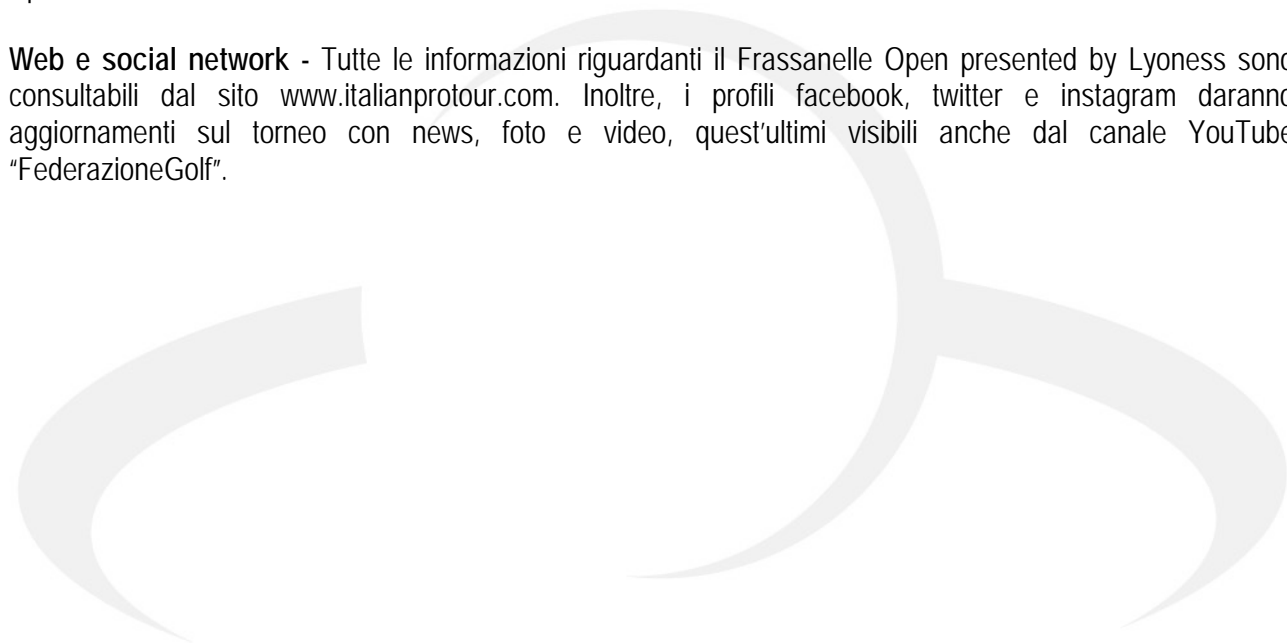 Web e social network - Tutte le informazioni riguardanti il Frassanelle Open presented by Lyoness sono
consultabili dal sito www.italianprotour.com. Inoltre, i profili facebook, twitter e instagram daranno
aggiornamenti sul torneo con news, foto e video, quest'ultimi visibili anche dal canale YouTube
“FederazioneGolf”.